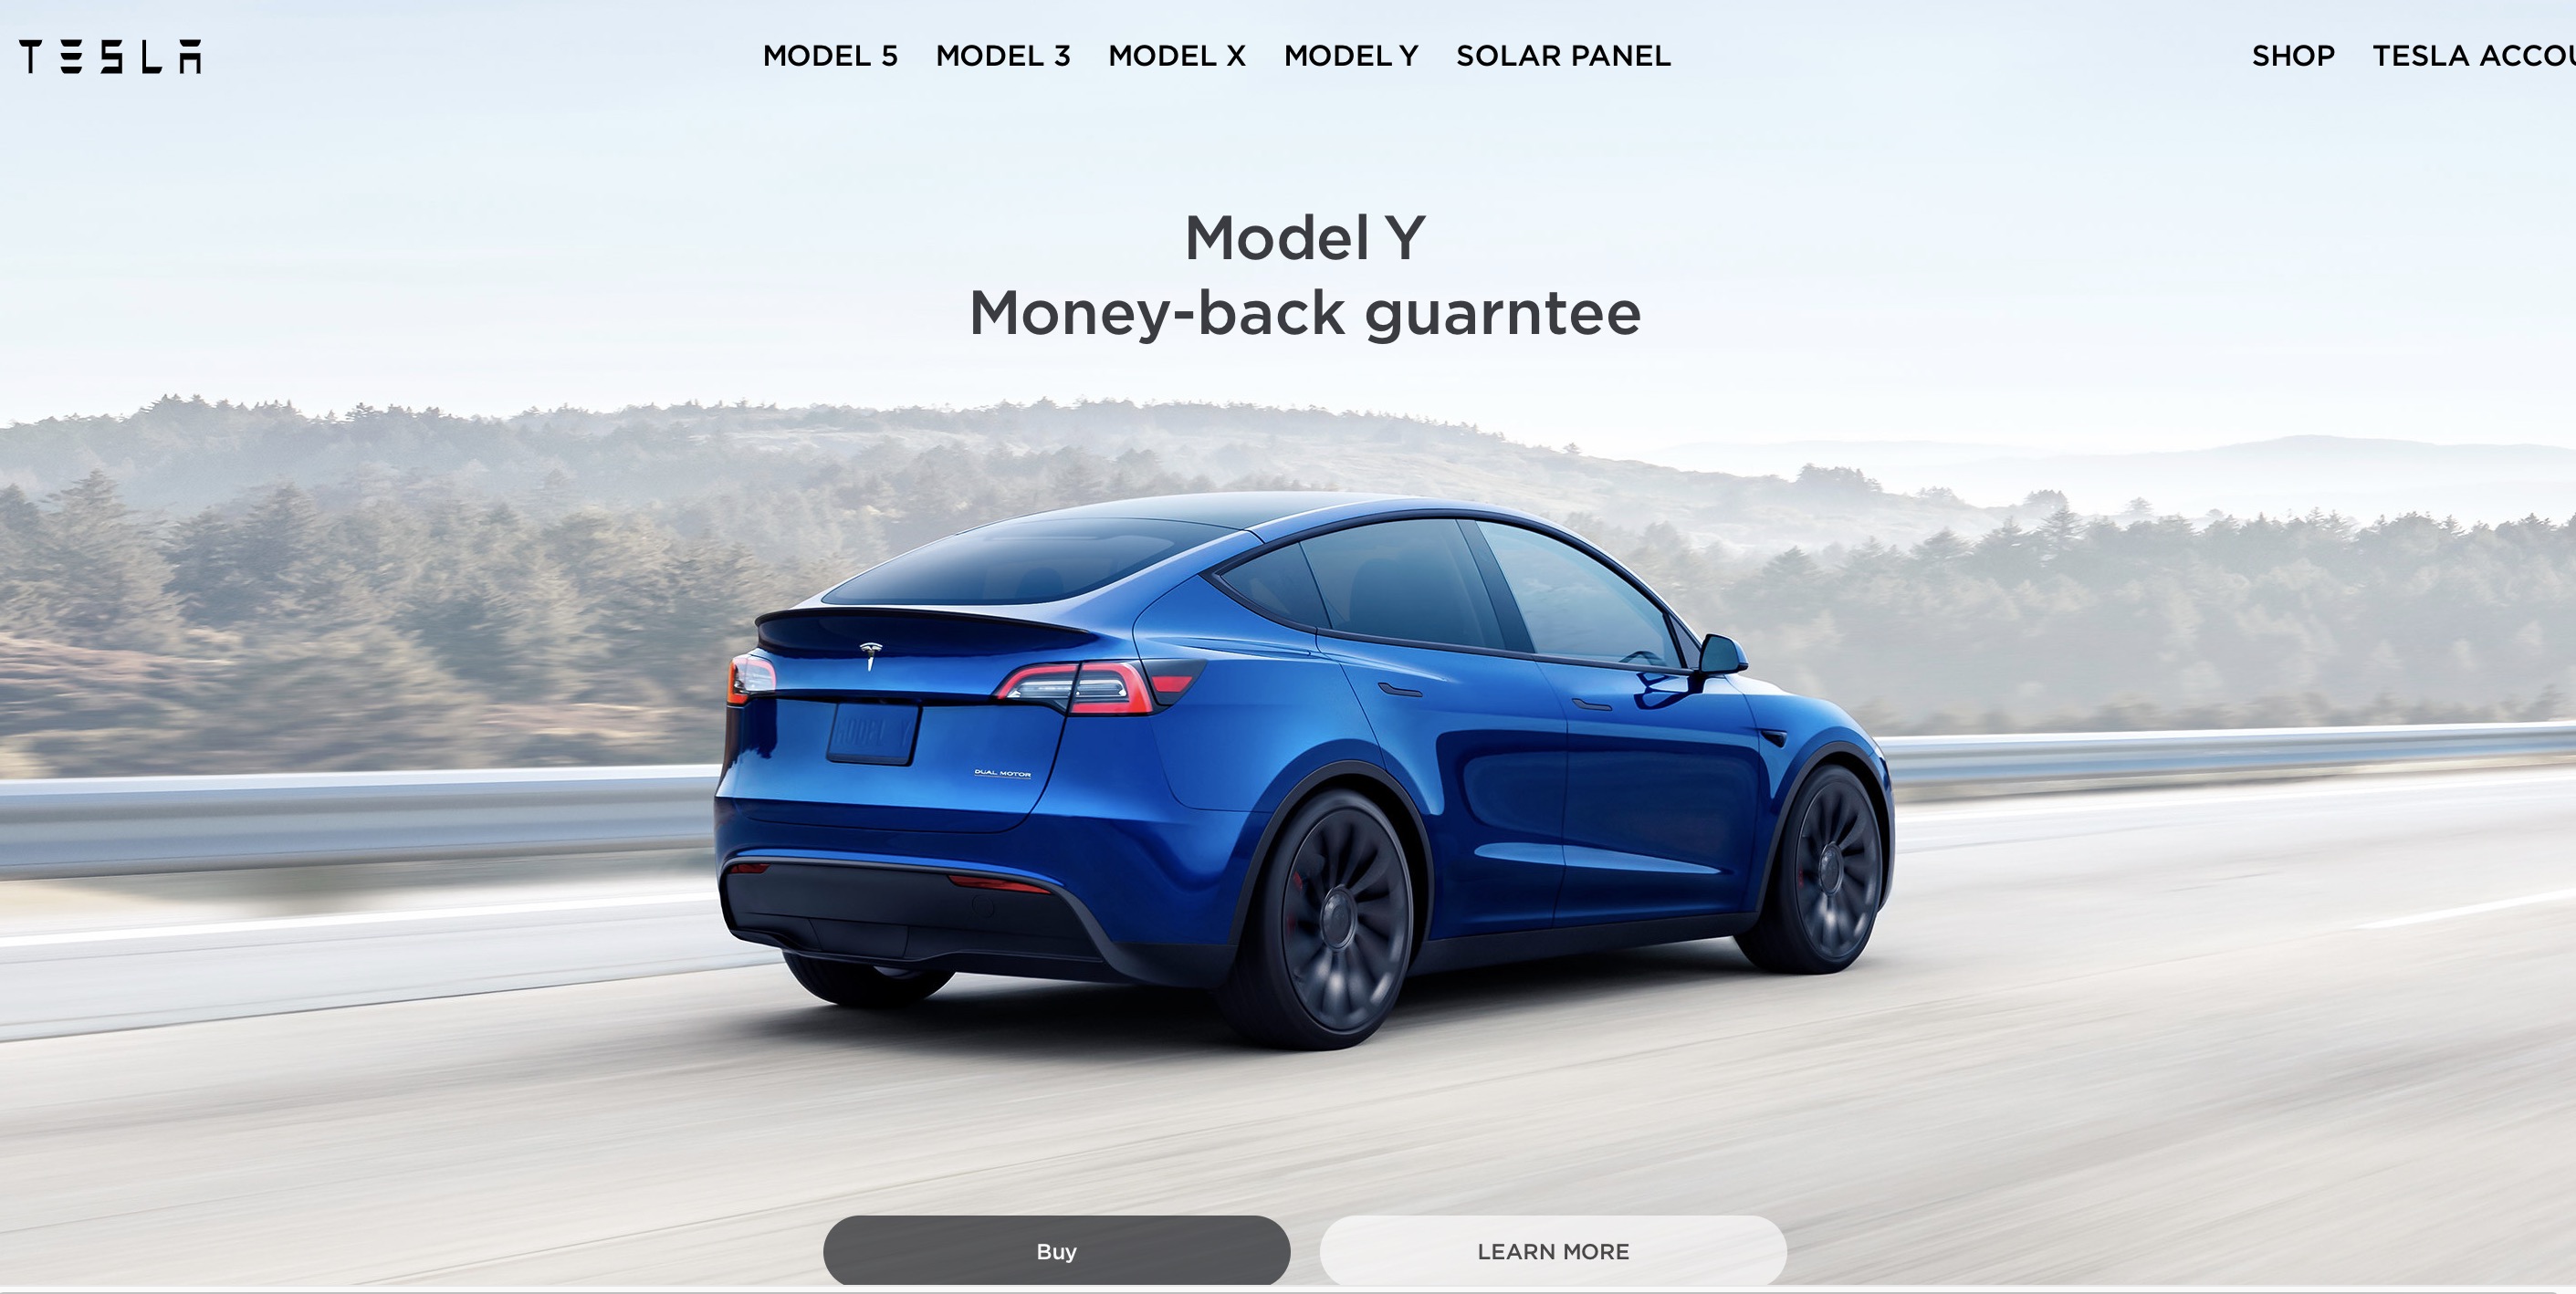 TESLA
MODEL 5 MODEL 3 MODEL X MODEL Y SOLAR PANEL
SHOP TESLA ACCOU
Model Y
Money-back guarntee
MODEL Y
DUAL MOTOR
Buy LEARN MORE